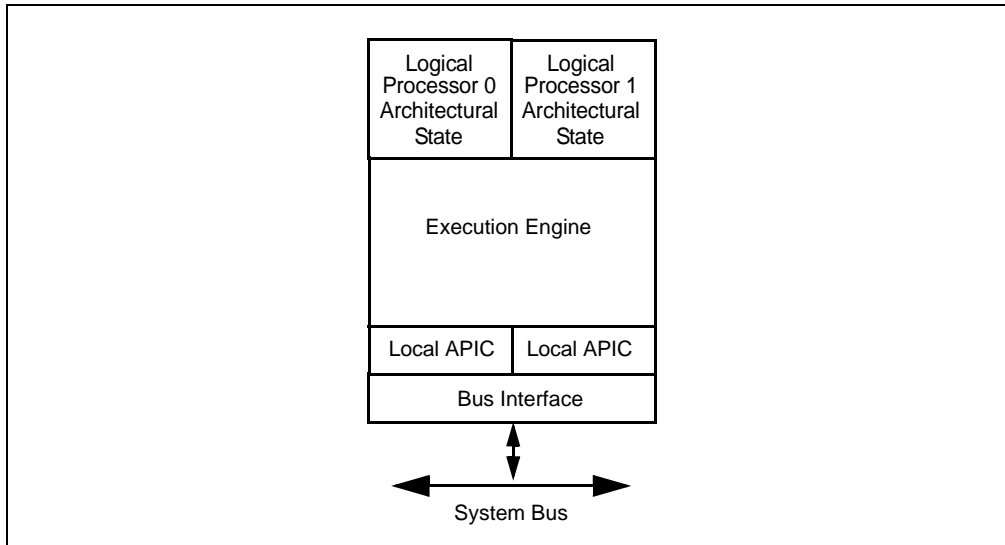 Logical
Processor 0
Architectural
State
Logical
Processor 1
Architectural
State
Execution Engine
Local APIC
Local APIC
Bus Interface
System Bus